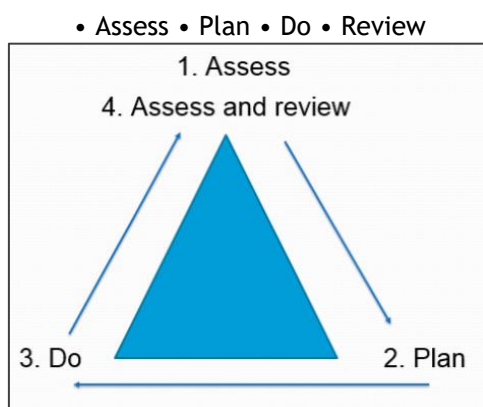 • Assess • Plan • Do • Review
1. Assess
4. Assess and review
3. Do
2. Plan